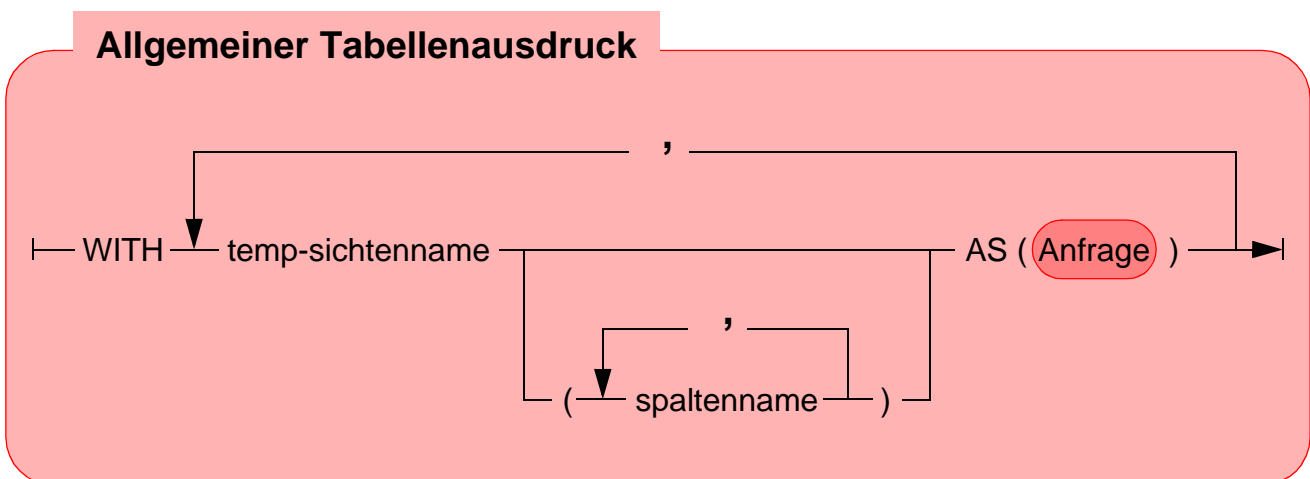 Allgemeiner Tabellenausdruck
,
WITH temp-sichtenname AS ( Anfrage )
,
( spaltenname )